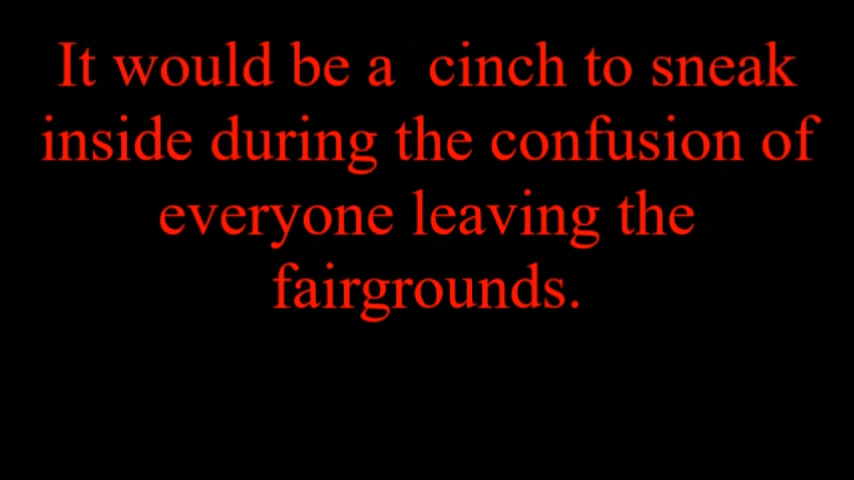 It would be a  cinch to sneak
inside during the confusion of
everyone leaving the
fairgrounds.